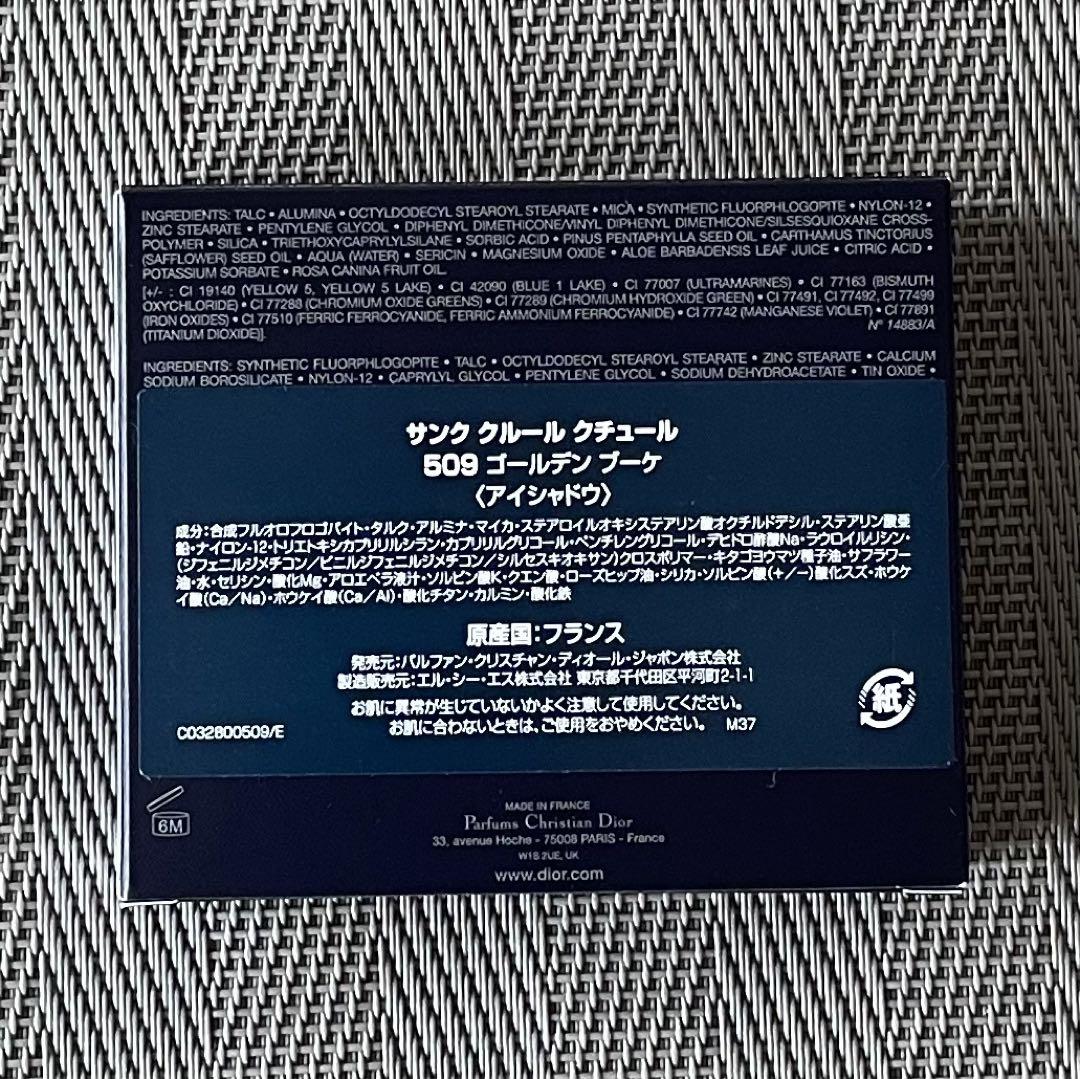 INGREDIENTS: TALC • ALUMINA • OCTYLDODECYL STEAROYL STEARATE • MICA • SYNTHETIC FLUORPHLOGOPITE • NYLON-12 •
ZINC STEARATE • PENTYLENE GLYCOL • DIPHENYL DIMETHICONE/VINYL DIPHENYL DIMETHICONE/SILSESQUIOXANE CROSS-
POLYMER • SILICA • TRIETHOXYCAPRYLYLSILANE • SORBIC ACID • PINUS PENTAPHYLLA SEED OIL • CARTHAMUS TINCTORIUS
(SAFFLOWER) SEED OIL • AQUA (WATER) • SERICIN • MAGNESIUM OXIDE • ALOE BARBADENSIS LEAF JUICE • CITRIC ACID •
POTASSIUM SORBATE • ROSA CANINA FRUIT OIL.
[+/- : CI 19140 (YELLOW 5, YELLOW 5 LAKE) • CI 42090 (BLUE 1 LAKE) • CI 77007 (ULTRAMARINES) • CI 77163 (BISMUTH
OXYCHLORIDE) • CI 77288 (CHROMIUM OXIDE GREENS) • CI 77289 (CHROMIUM HYDROXIDE GREEN) • CI 77491, CI 77492, CI 77499
(IRON OXIDES) • CI 77510 (FERRIC FERROCYANIDE, FERRIC AMMONIUM FERROCYANIDE) • CI 77742 (MANGANESE VIOLET) • CI 77891
(TITANIUM DIOXIDE)]. N° 14883/A
INGREDIENTS: SYNTHETIC FLUORPHLOGOPITE • TALC • OCTYLDODECYL STEAROYL STEARATE • ZINC STEARATE • CALCIUM
SODIUM BOROSILICATE • NYLON-12 • CAPRYLYL GLYCOL • PENTYLENE GLYCOL • SODIUM DEHYDROACETATE • TIN OXIDE •
サンク クルール クチュール
509 ゴールデン ブーケ
〈アイシャドウ〉
成分：合成フルオロフロゴパイト・タルク・アルミナ・マイカ・ステアロイルオキシステアリン酸オクチルドデシル・ステアリン酸亜
鉛・ナイロン-12・トリエトキシカプリリルシラン・カプリリルグリコール・ペンチレングリコール・デヒドロ酢酸Na・ラウロイルリシン・
(ジフェニルジメチコン／ビニルジフェニルジメチコン／シルセスキオキサン)クロスポリマー・キタゴヨウマツ種子油・サフラワー
油・水・セリシン・酸化Mg・アロエベラ液汁・ソルビン酸K・クエン酸・ローズヒップ油・シリカ・ソルビン酸(＋／－)酸化スズ・ホウケ
イ酸(Ca／Na)・ホウケイ酸(Ca／Al)・酸化チタン・カルミン・酸化鉄
原産国：フランス
発売元：パルファン・クリスチャン・ディオール・ジャポン株式会社
製造販売元：エル・シー・エス株式会社 東京都千代田区平河町2-1-1
お肌に異常が生じていないかよく注意して使用してください。
お肌に合わないときは、ご使用をおやめください。 M37
C032800509/E
紙
6M
MADE IN FRANCE
Parfums Christian Dior
33, avenue Hoche - 75008 PARIS - France
W1S 2UE, UK
www.dior.com